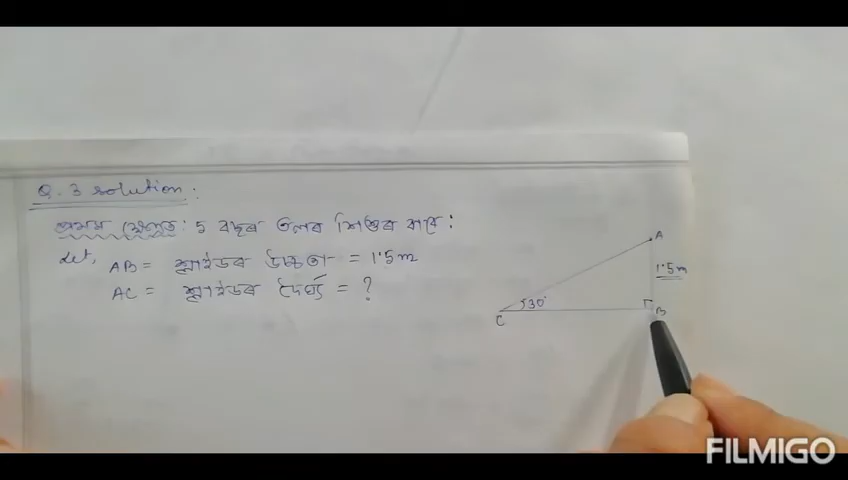 Q. 3 solution:
প্ৰথম ক্ষেত্ৰত: 5 বছৰ তলৰ শিশুৰ বাবে:
Let, AB = শ্লাইডৰ উচ্চতা = 1.5m
AC = শ্লাইডৰ দৈৰ্ঘ্য = ?
A
1.5m
30°
C
B
FILMIGO